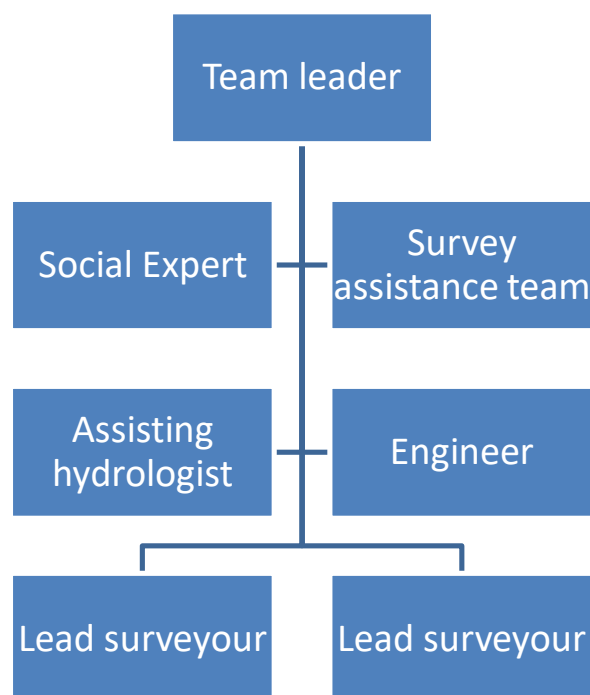 Team leader
Social Expert
Survey
assistance team
Assisting
hydrologist
Engineer
Lead surveyour
Lead surveyour